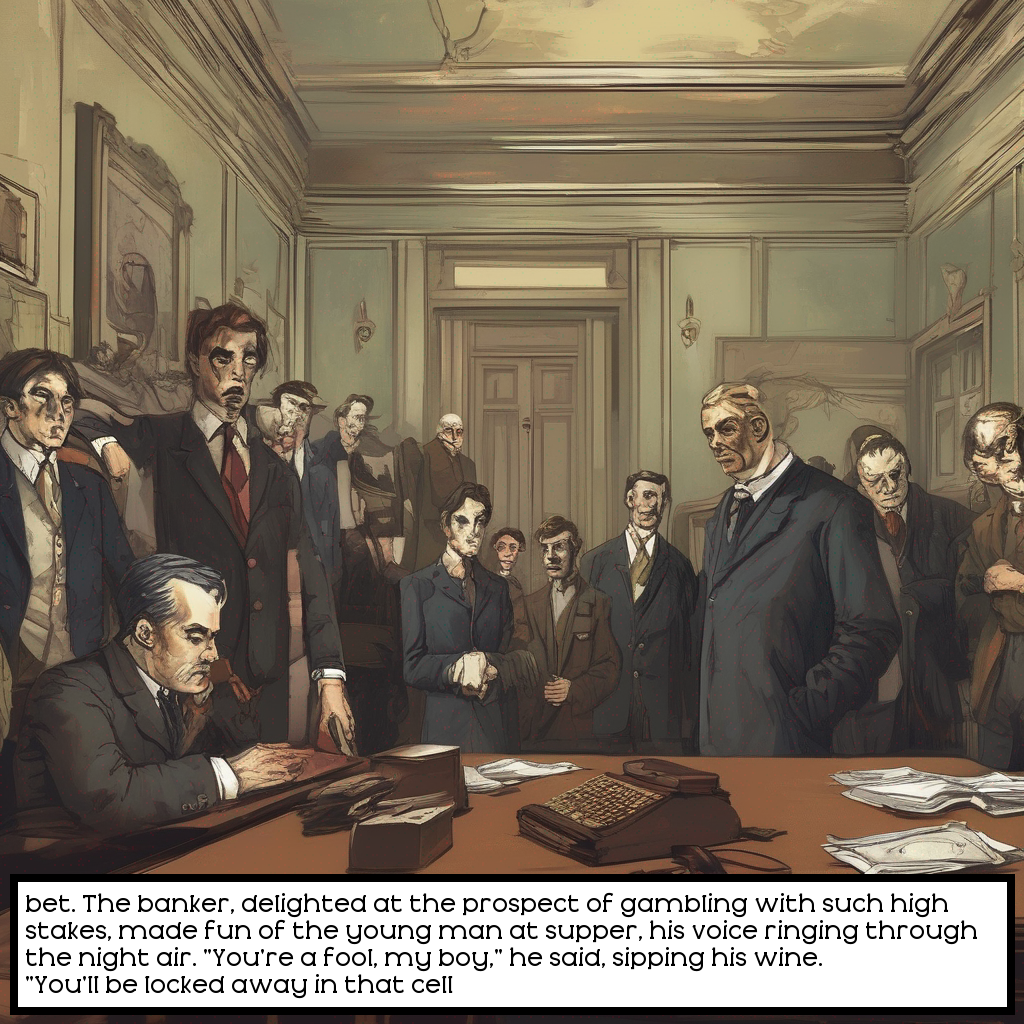 bet. The banker, delighted at the prospect of gambling with such high
stakes, made fun of the young man at supper, his voice ringing through
the night air. "You're a fool, my boy," he said, sipping his wine.
"You'll be locked away in that cell